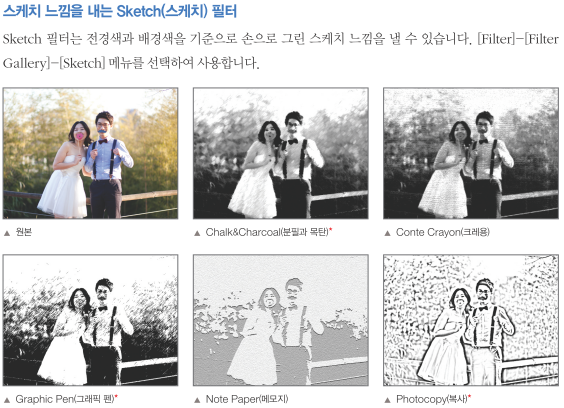 스케치 느낌을 내는 Sketch(스케치) 필터
Sketch 필터는 전경색과 배경색을 기준으로 손으로 그린 스케치 느낌을 낼 수 있습니다. [Filter]-[Filter
Gallery]-[Sketch] 메뉴를 선택하여 사용합니다.
▲ 원본
▲ Chalk&Charcoal(분필과 목탄)*
▲ Conte Crayon(크레용)
▲ Graphic Pen(그래픽 펜)*
▲ Note Paper(메모지)
▲ Photocopy(복사)*